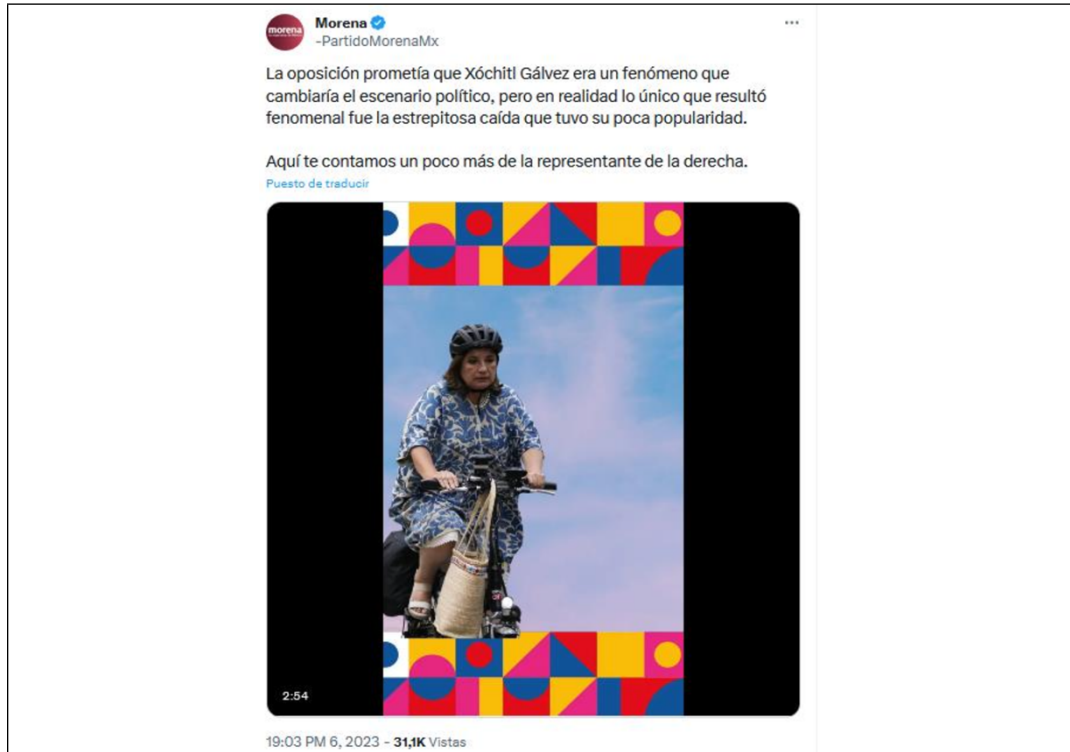 morena
Morena
-PartidoMorenaMx
La oposición prometía que Xóchitl Gálvez era un fenómeno que
cambiaría el escenario político, pero en realidad lo único que resultó
fenomenal fue la estrepitosa caída que tuvo su poca popularidad.
Aquí te contamos un poco más de la representante de la derecha.
Puesto de traducir
2:54
19:03 PM 6, 2023 - 31,1K Vistas